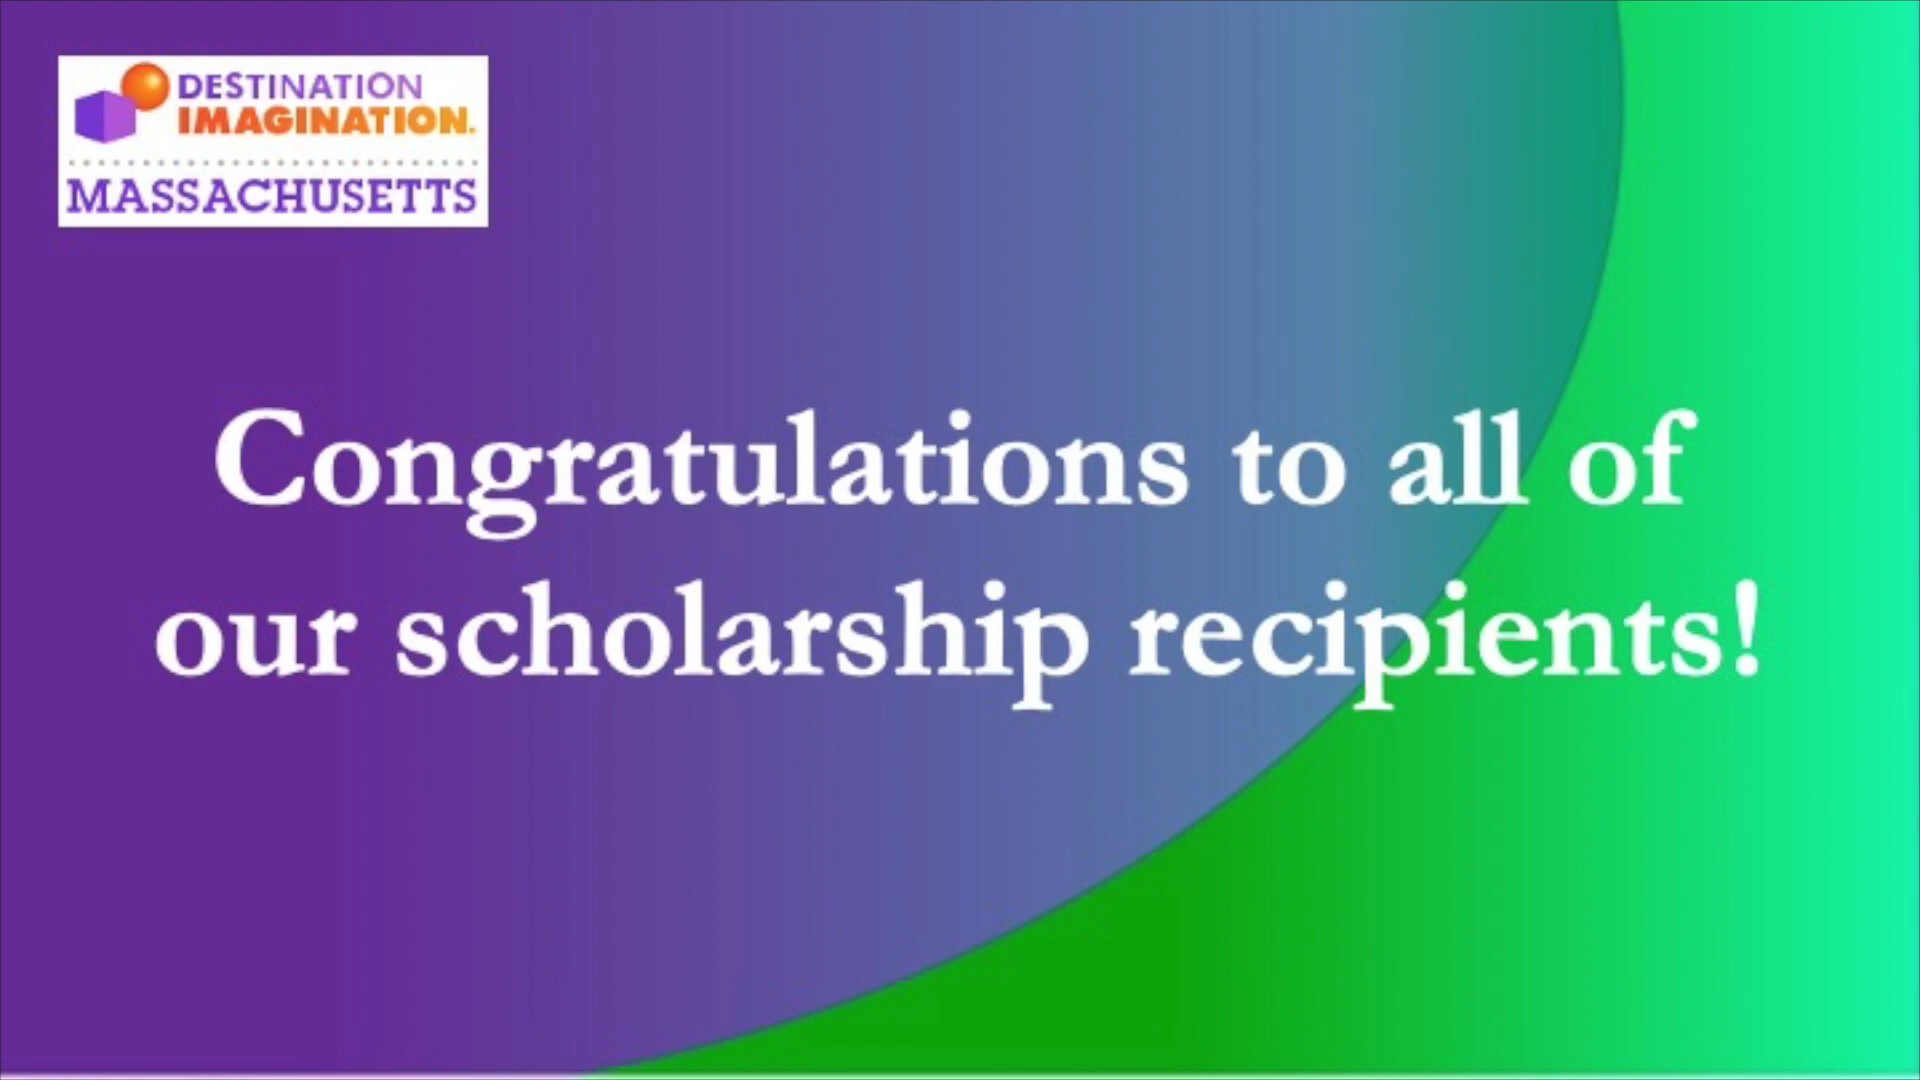 DESTINATION
IMAGINATION.
MASSACHUSETTS
Congratulations to all of
our scholarship recipients!